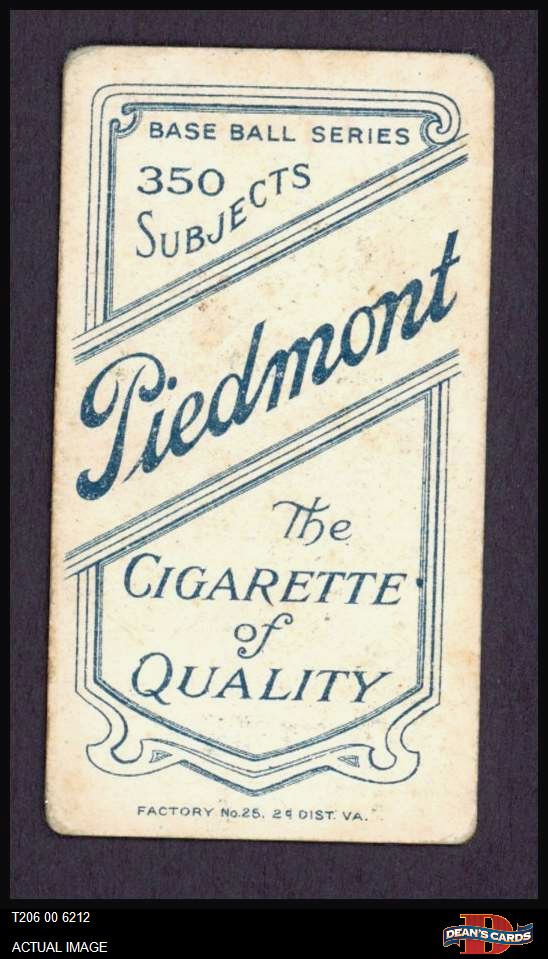 BASE BALL SERIES
350
SUBJECTS
Piedmont
The
CIGARETTE
of
QUALITY
FACTORY No.25. 2d DIST. VA.
T206 00 6212
ACTUAL IMAGE
D
DEAN'S CARDS